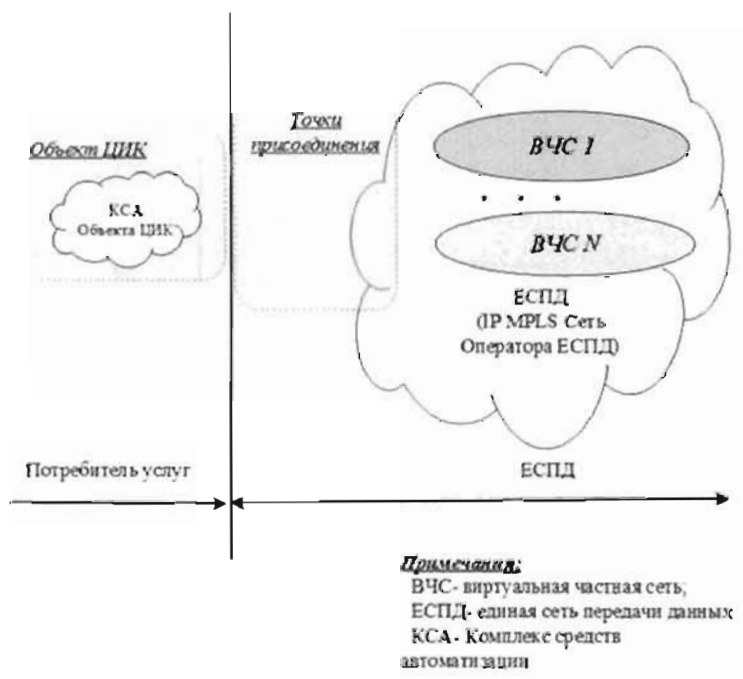 Объект ЦИК
КСА
Объекта ЦИК
Точки
присоединения
ВЧС 1
. . .
ВЧС N
ЕСПД
(IP MPLS Сеть
Оператора ЕСПД)
Потребитель услуг
ЕСПД
Примечания:
ВЧС- виртуальная частная сеть;
ЕСПД- единая сеть передачи данных
КСА- Комплекс средств
автоматизации